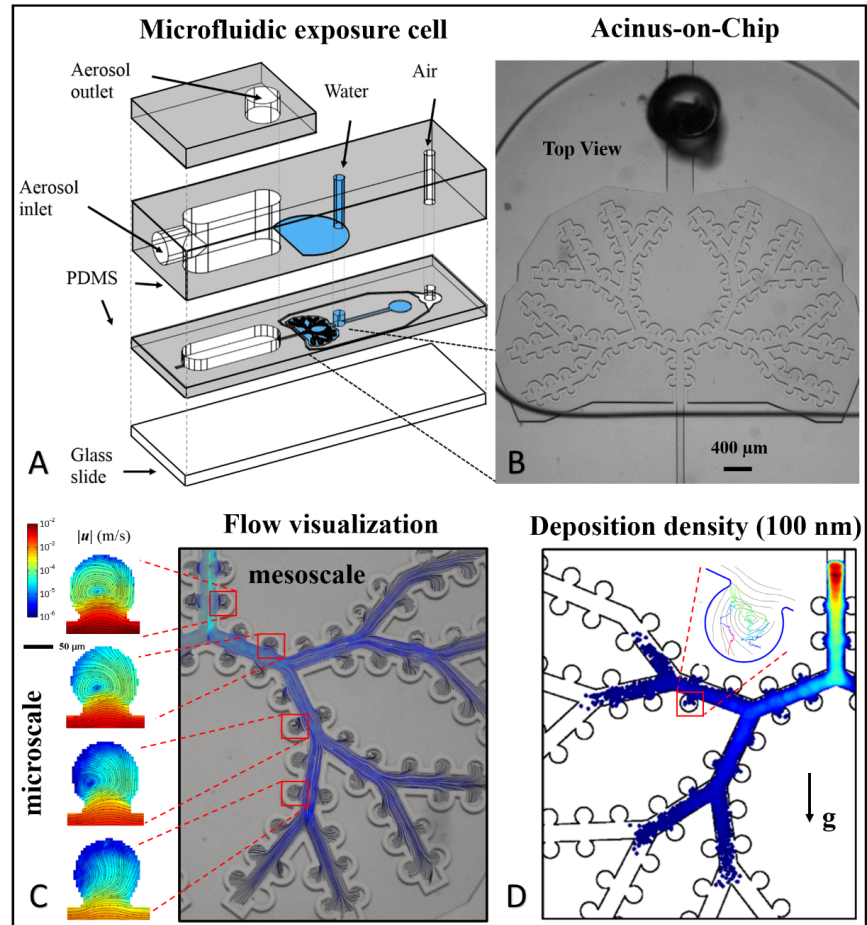 Microfluidic exposure cell
Acinus-on-Chip
Aerosol
outlet
Water
Air
Top View
Aerosol
inlet
PDMS
A
Glass
slide
B
400 µm
Flow visualization
Deposition density (100 nm)
|u| (m/s)
10-2
10-3
10-4
10-5
10-6
mesoscale
50 µm
microscale
g
C
D